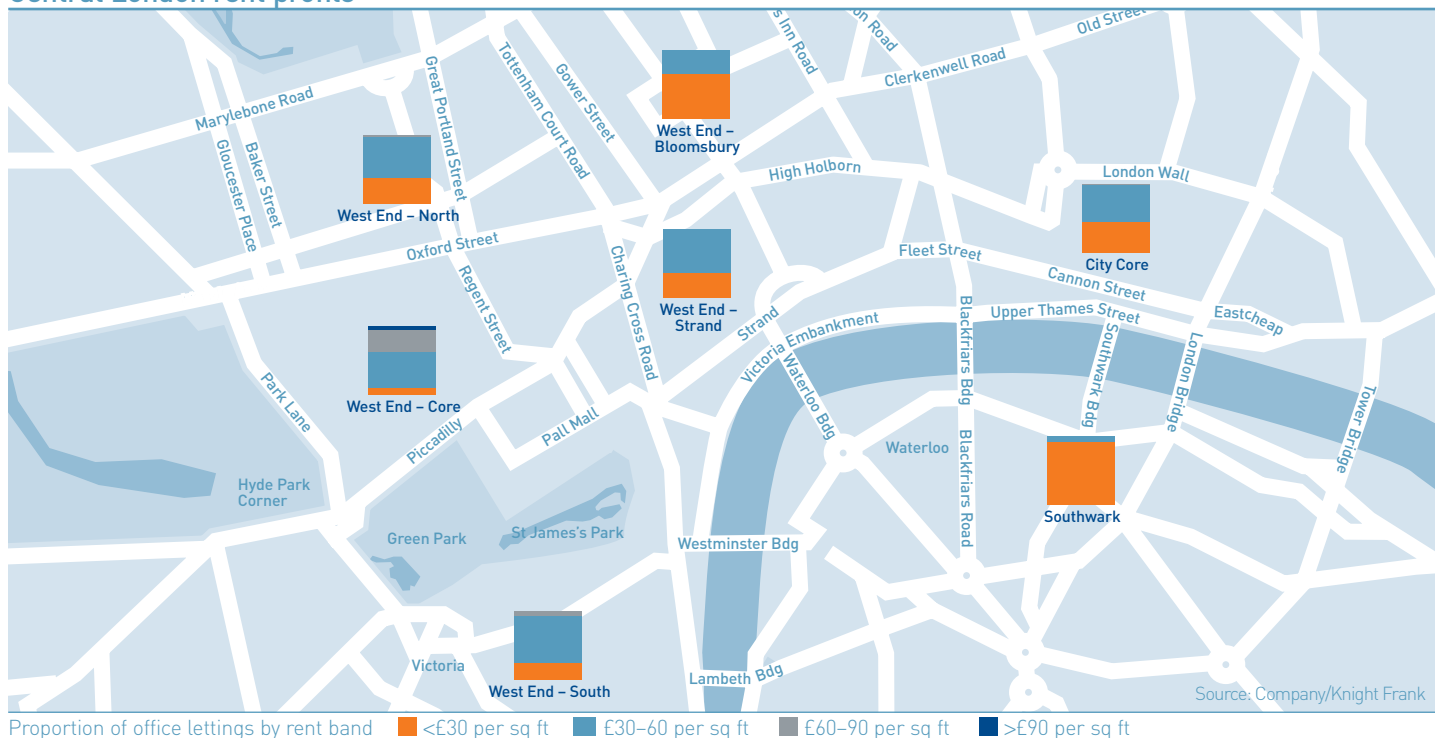 Central London rent profile
Old Street
s Inn Road
on Road
Clerkenwell Road
Great Portland Street
Tottenham Court Road
Gower Street
Marylebone Road
Gloucester Place
Baker Street
West End –
Bloomsbury
High Holborn
London Wall
West End – North
Oxford Street
Regent Street
Charing Cross Road
Fleet Street
City Core
Cannon Street
West End –
Strand
Strand
Victoria Embankment
Upper Thames Street
Eastcheap
Blackfriars Bdg
Southwark Bdg
London Bridge
Tower Bridge
Waterloo Bdg
West End – Core
Park Lane
Piccadilly
Pall Mall
Waterloo
Blackfriars Road
Hyde Park
Corner
Green Park
St James's Park
Southwark
Westminster Bdg
Victoria
West End – South
Lambeth Bdg
Source: Company/Knight Frank
Proportion of office lettings by rent band <£30 per sq ft £30–60 per sq ft £60–90 per sq ft >£90 per sq ft